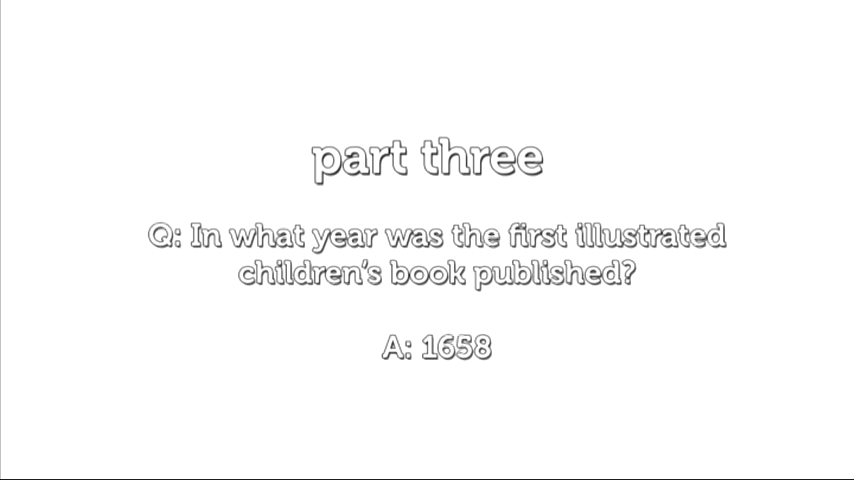 part three
Q: In what year was the first illustrated
children's book published?
A: 1658